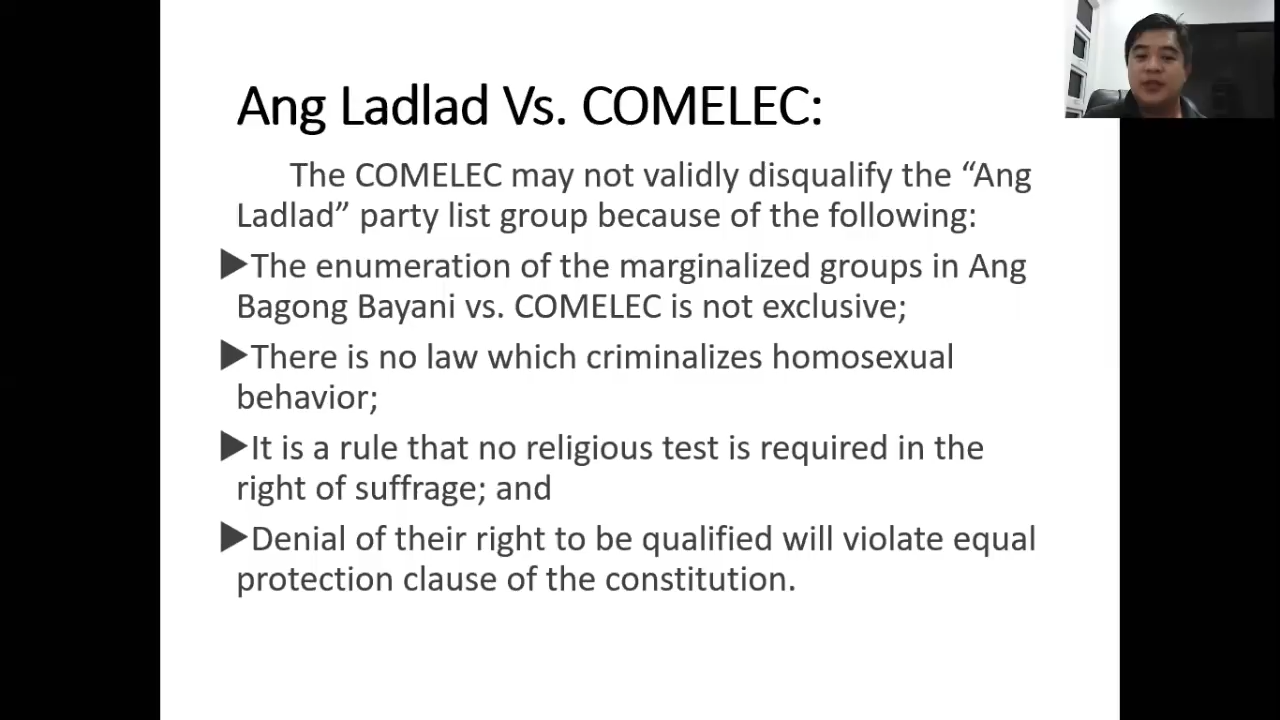 Ang Ladlad Vs. COMELEC:
The COMELEC may not validly disqualify the “Ang
Ladlad” party list group because of the following:
▶The enumeration of the marginalized groups in Ang
Bagong Bayani vs. COMELEC is not exclusive;
▶There is no law which criminalizes homosexual
behavior;
▶It is a rule that no religious test is required in the
right of suffrage; and
▶Denial of their right to be qualified will violate equal
protection clause of the constitution.